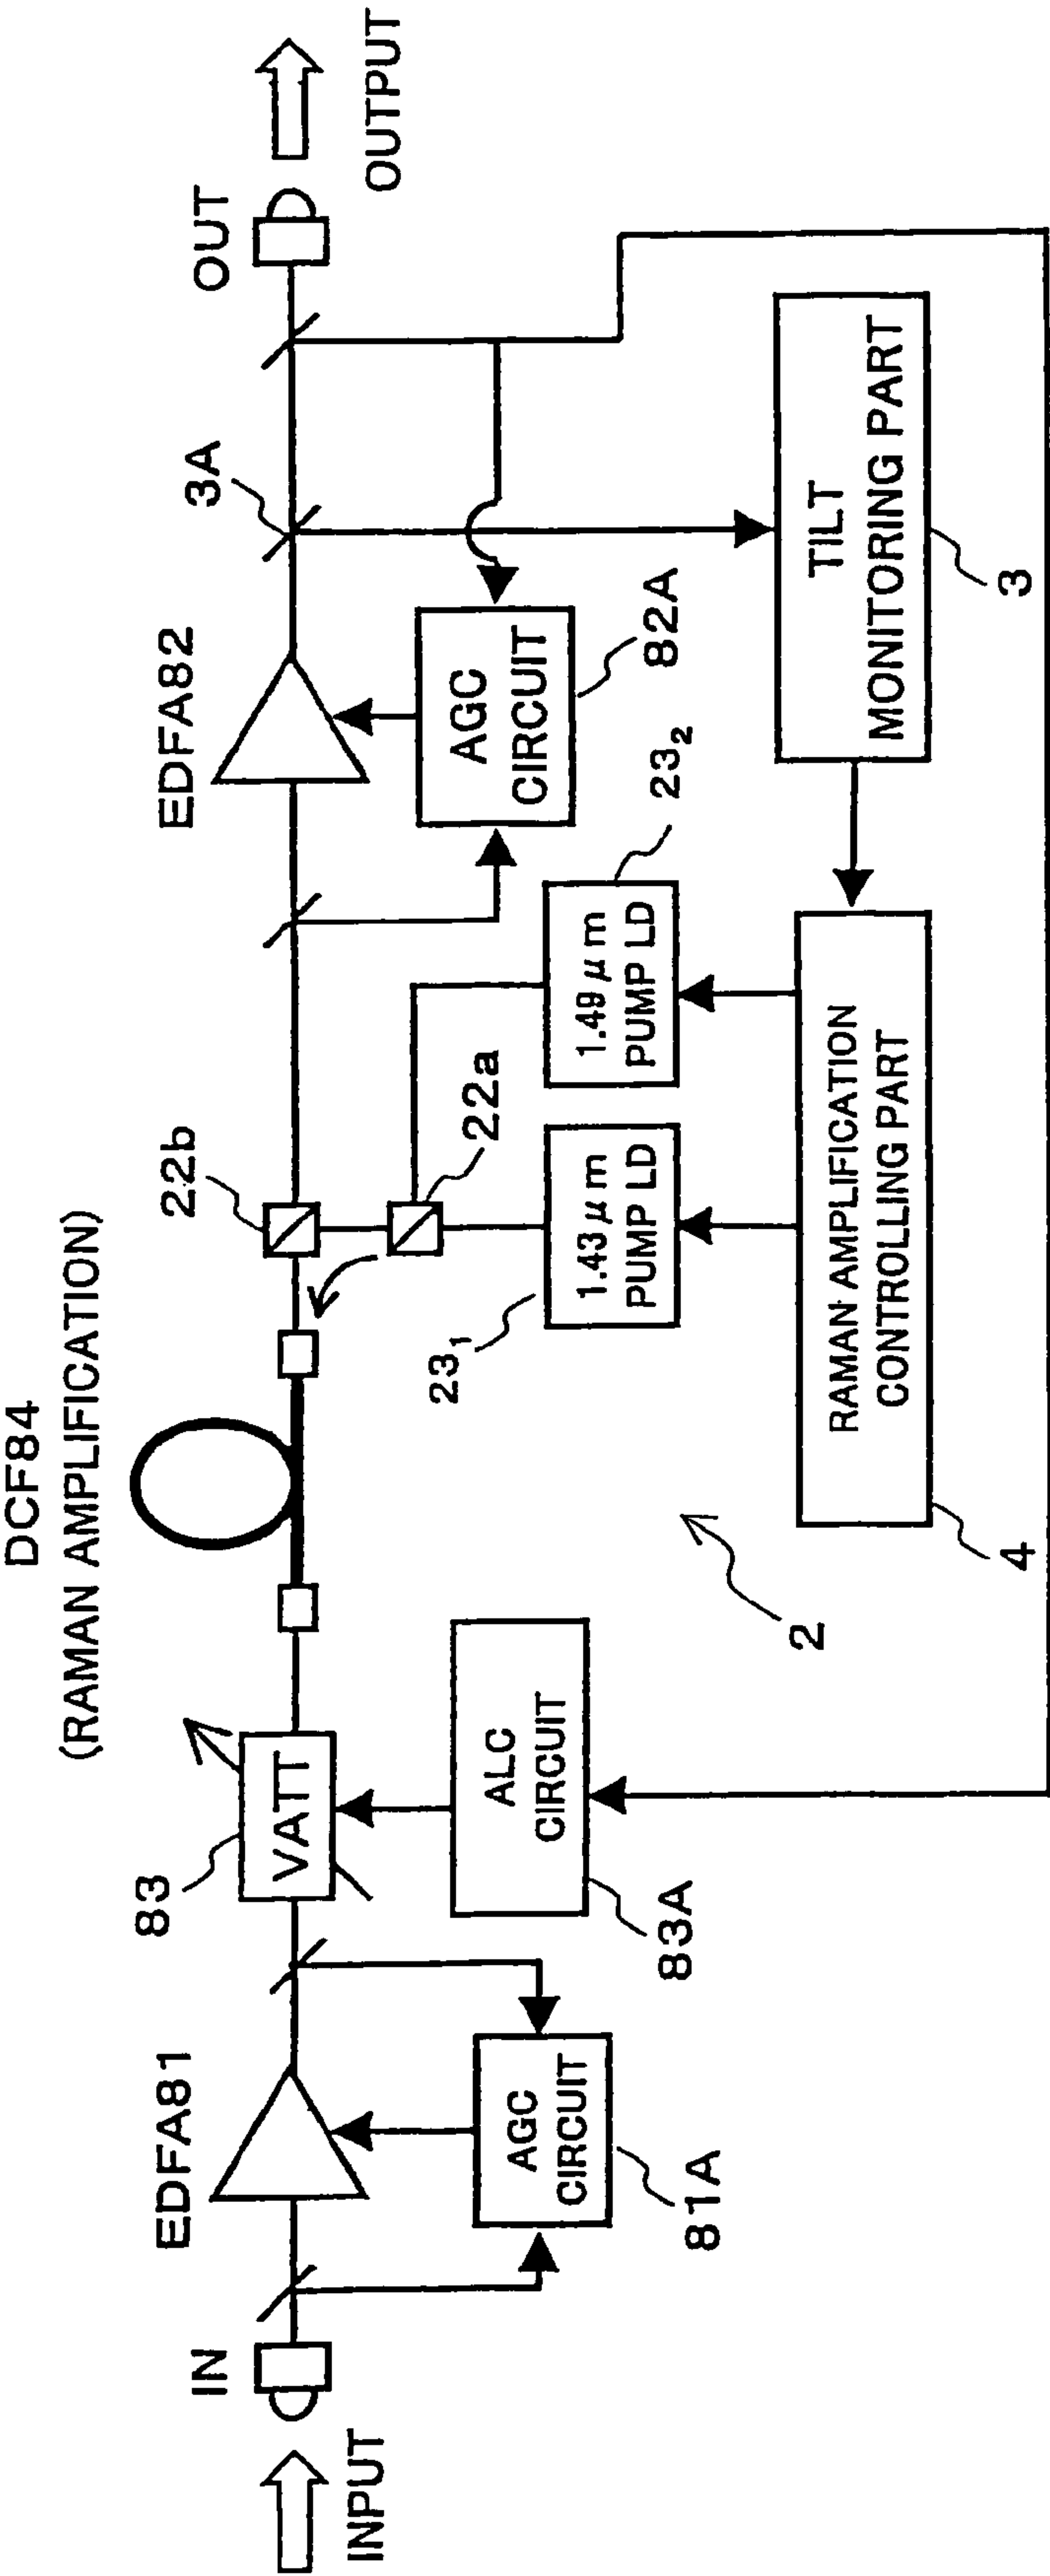 DCF84
(RAMAN AMPLIFICATION)
INPUT
IN
EDFA81
83
VATT
22b
EDFA82
3A
OUT
OUTPUT
AGC
CIRCUIT
81A
ALC
CIRCUIT
83A
22a
23₁
1.43μm
PUMP LD
1.49μm
PUMP LD
23₂
AGC
CIRCUIT
82A
2
RAMAN AMPLIFICATION
CONTROLLING PART
4
TILT
MONITORING PART
3